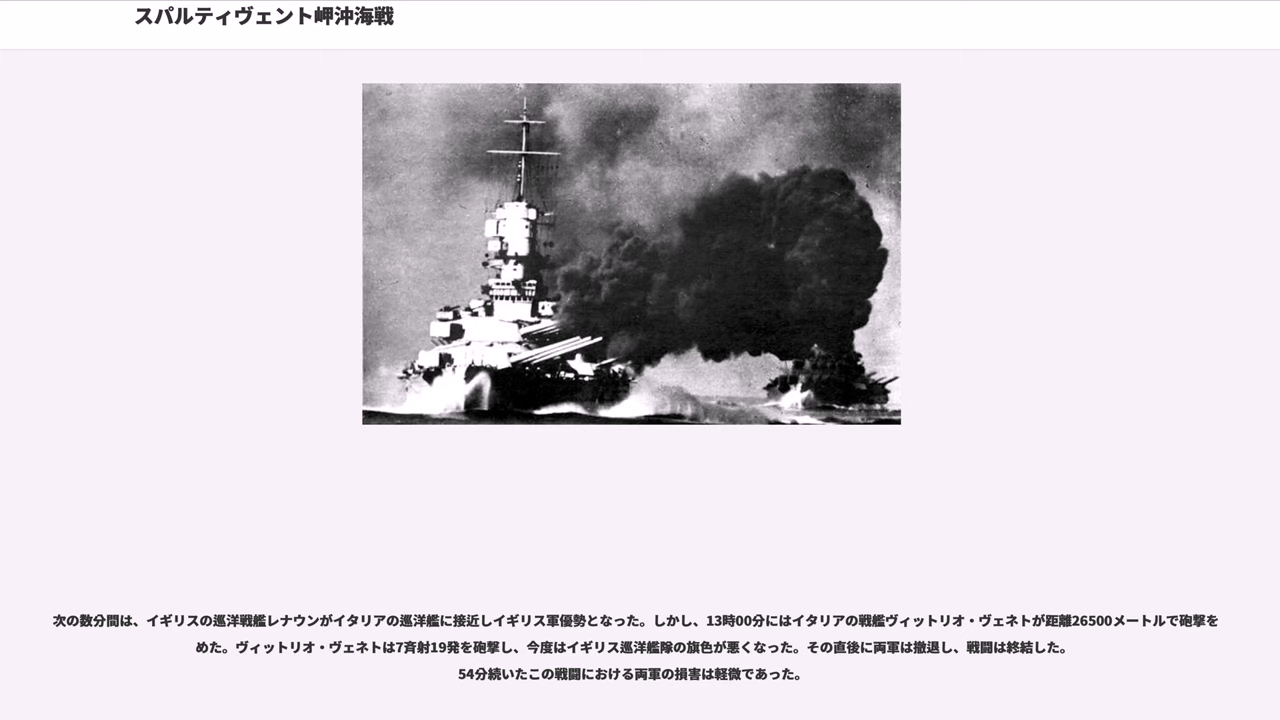 スパルティヴェント岬沖海戦
次の数分間は、イギリスの巡洋戦艦レナウンがイタリアの巡洋艦に接近しイギリス軍優勢となった。しかし、13時00分にはイタリアの戦艦ヴィットリオ・ヴェネトが距離26500メートルで砲撃を
めた。ヴィットリオ・ヴェネトは7斉射19発を砲撃し、今度はイギリス巡洋艦隊の旗色が悪くなった。その直後に両軍は撤退し、戦闘は終結した。
54分続いたこの戦闘における両軍の損害は軽微であった。